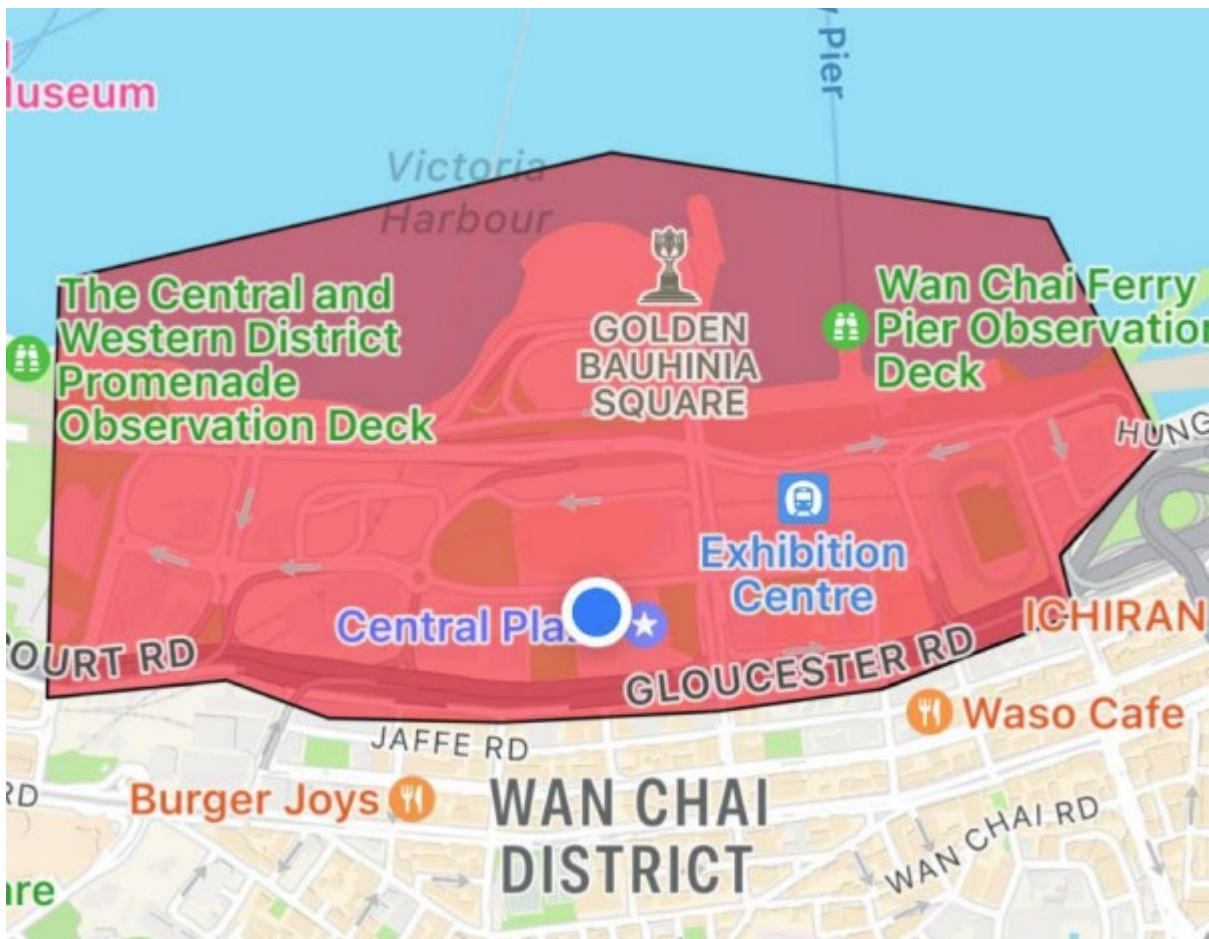 Museum
Pier
Victoria
Harbour
The Central and
Western District
Promenade
Observation Deck
GOLDEN
BAUHINIA
SQUARE
Wan Chai Ferry
Pier Observation
Deck
HUNG
Exhibition
Centre
Central Pla
ICHIRAN
COURT RD
GLOUCESTER RD
Waso Cafe
JAFFE RD
RD
Burger Joys
WAN CHAI
DISTRICT
WAN CHAI RD
are